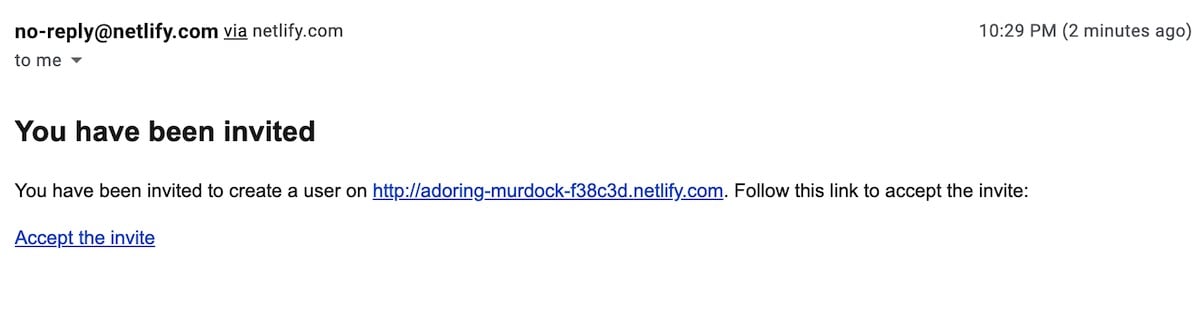 no-reply@netlify.com via netlify.com 10:29 PM (2 minutes ago)
to me
You have been invited
You have been invited to create a user on http://adoring-murdock-f38c3d.netlify.com. Follow this link to accept the invite:
Accept the invite